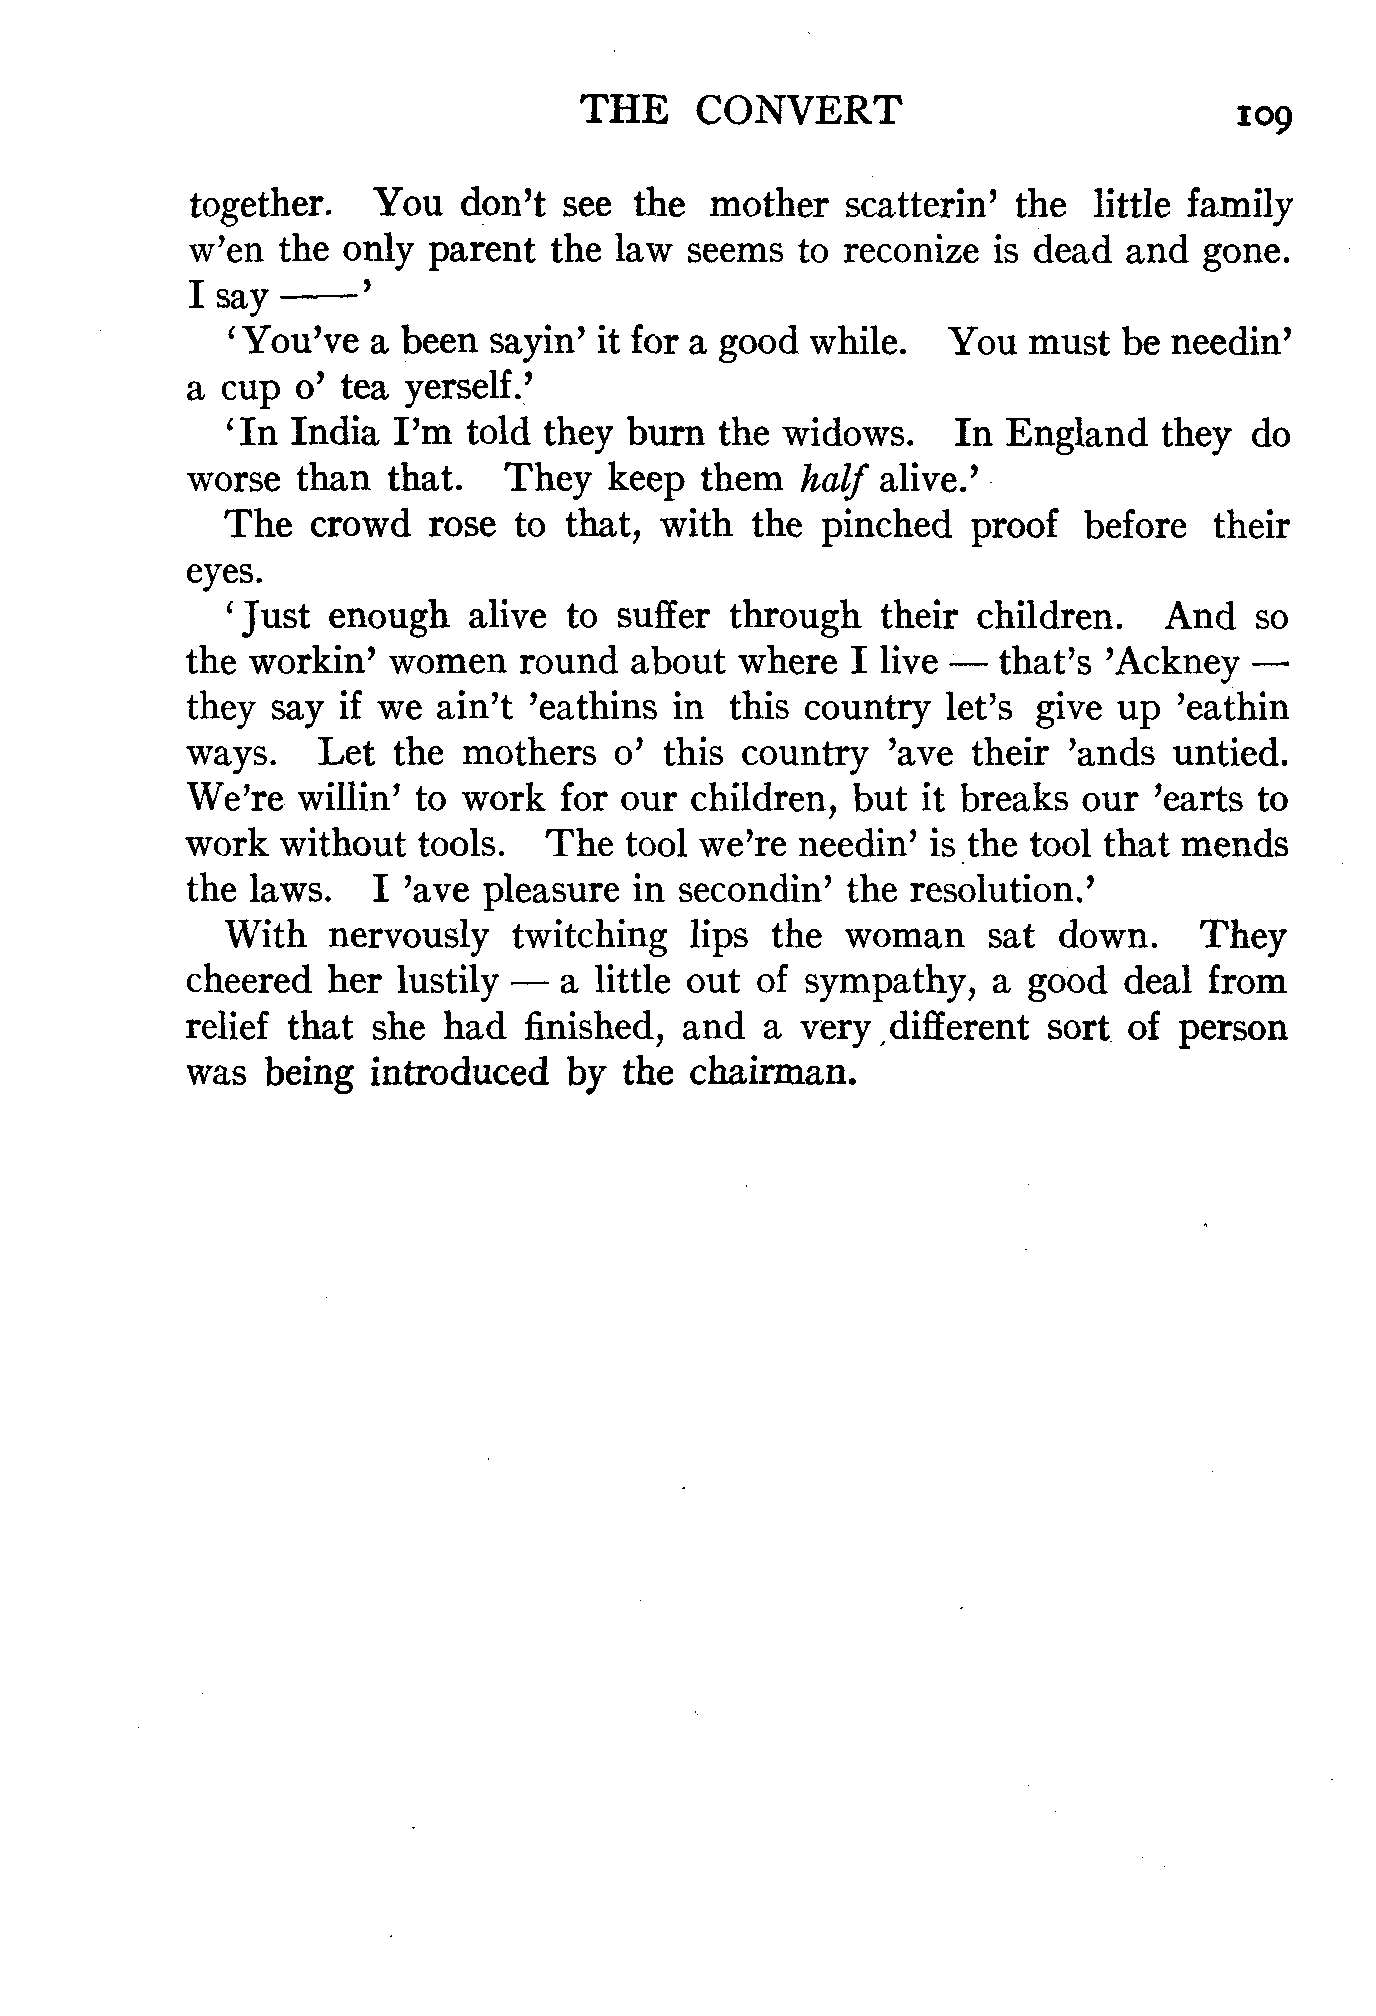 THE CONVERT 109
together. You don't see the mother scatterin' the little family
w'en the only parent the law seems to reconize is dead and gone.
I say ——'
'You've a been sayin' it for a good while. You must be needin'
a cup o' tea yerself.'
'In India I'm told they burn the widows. In England they do
worse than that. They keep them half alive.'
The crowd rose to that, with the pinched proof before their
eyes.
'Just enough alive to suffer through their children. And so
the workin' women round about where I live — that's 'Ackney —
they say if we ain't 'eathins in this country let's give up 'eathin
ways. Let the mothers o' this country 'ave their 'ands untied.
We're willin' to work for our children, but it breaks our 'earts to
work without tools. The tool we're needin' is the tool that mends
the laws. I 'ave pleasure in secondin' the resolution.'
With nervously twitching lips the woman sat down. They
cheered her lustily — a little out of sympathy, a good deal from
relief that she had finished, and a very different sort of person
was being introduced by the chairman.